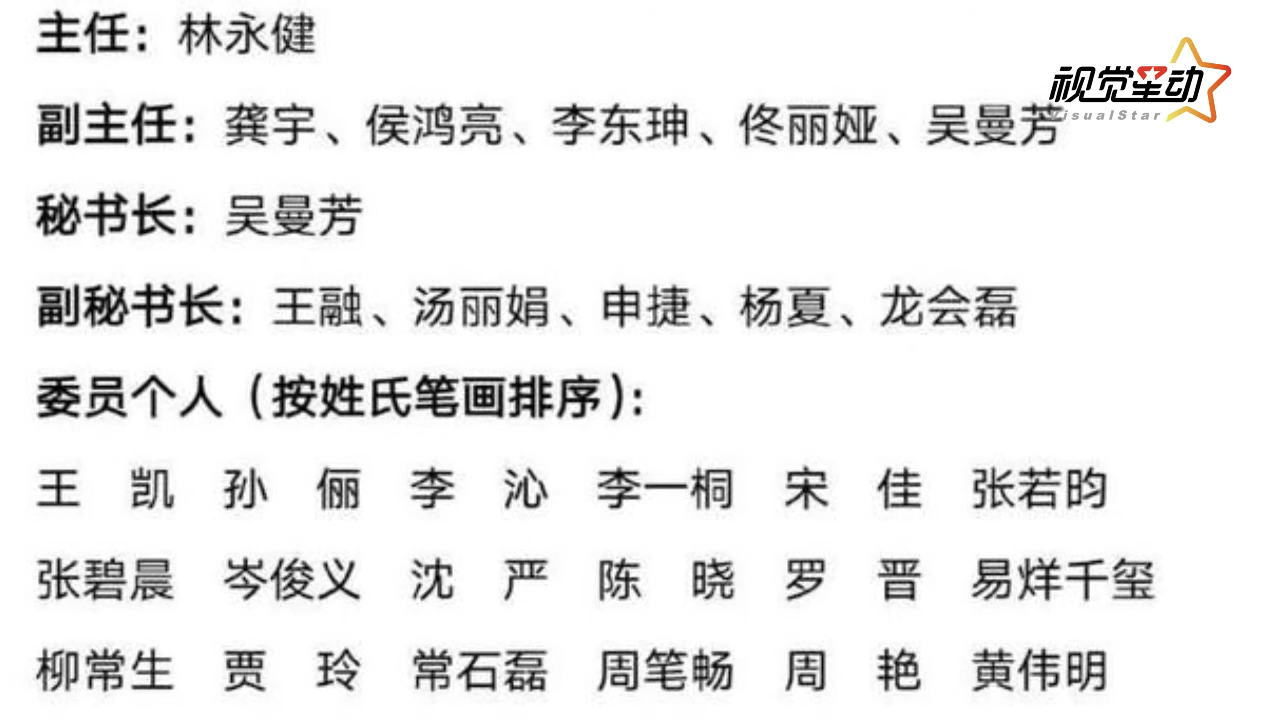 主任：林永健
视觉星动
VisualStar
副主任：龚宇、侯鸿亮、李东珅、佟丽娅、吴曼芳
秘书长：吴曼芳
副秘书长：王融、汤丽娟、申捷、杨夏、龙会磊
委员个人（按姓氏笔画排序）：
王　凯　孙　俪　李　沁　李一桐　宋　佳　张若昀
张碧晨　岑俊义　沈　严　陈　晓　罗　晋　易烊千玺
柳常生　贾　玲　常石磊　周笔畅　周　艳　黄伟明